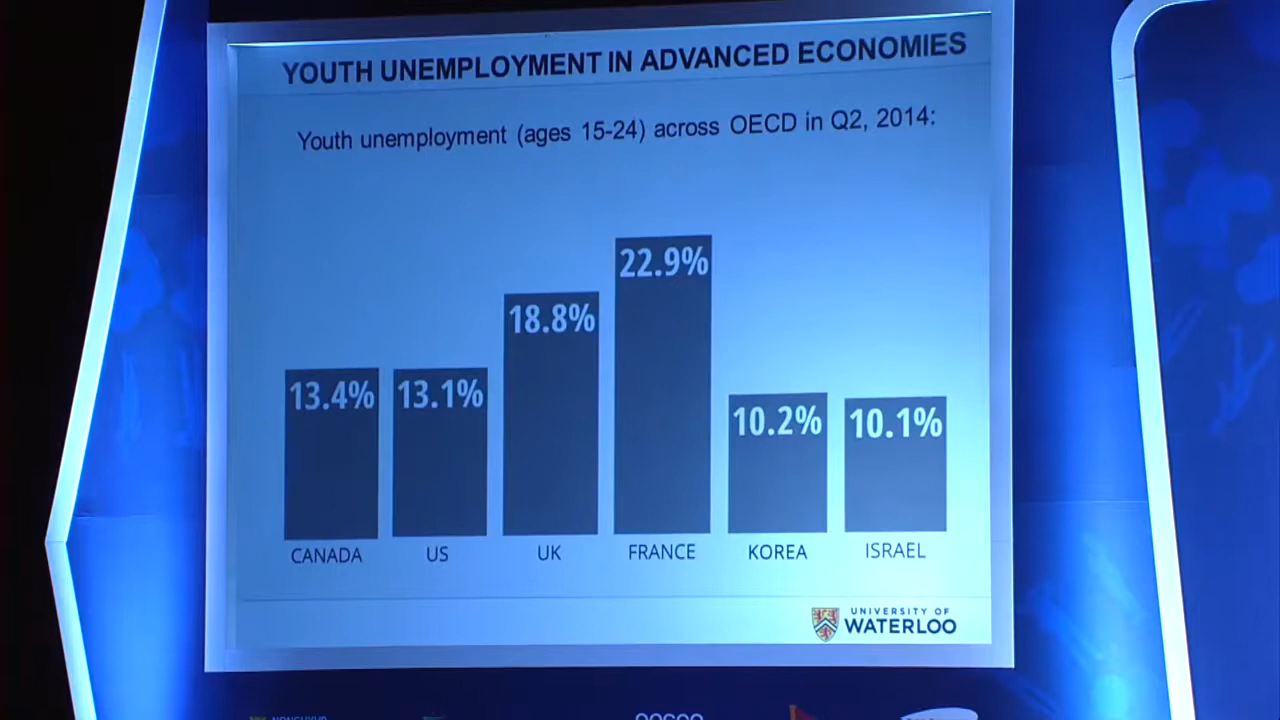 YOUTH UNEMPLOYMENT IN ADVANCED ECONOMIES
Youth unemployment (ages 15-24) across OECD in Q2, 2014:
13.4% 13.1% 18.8% 22.9% 10.2% 10.1%
CANADA US UK FRANCE KOREA ISRAEL
UNIVERSITY OF
WATERLOO